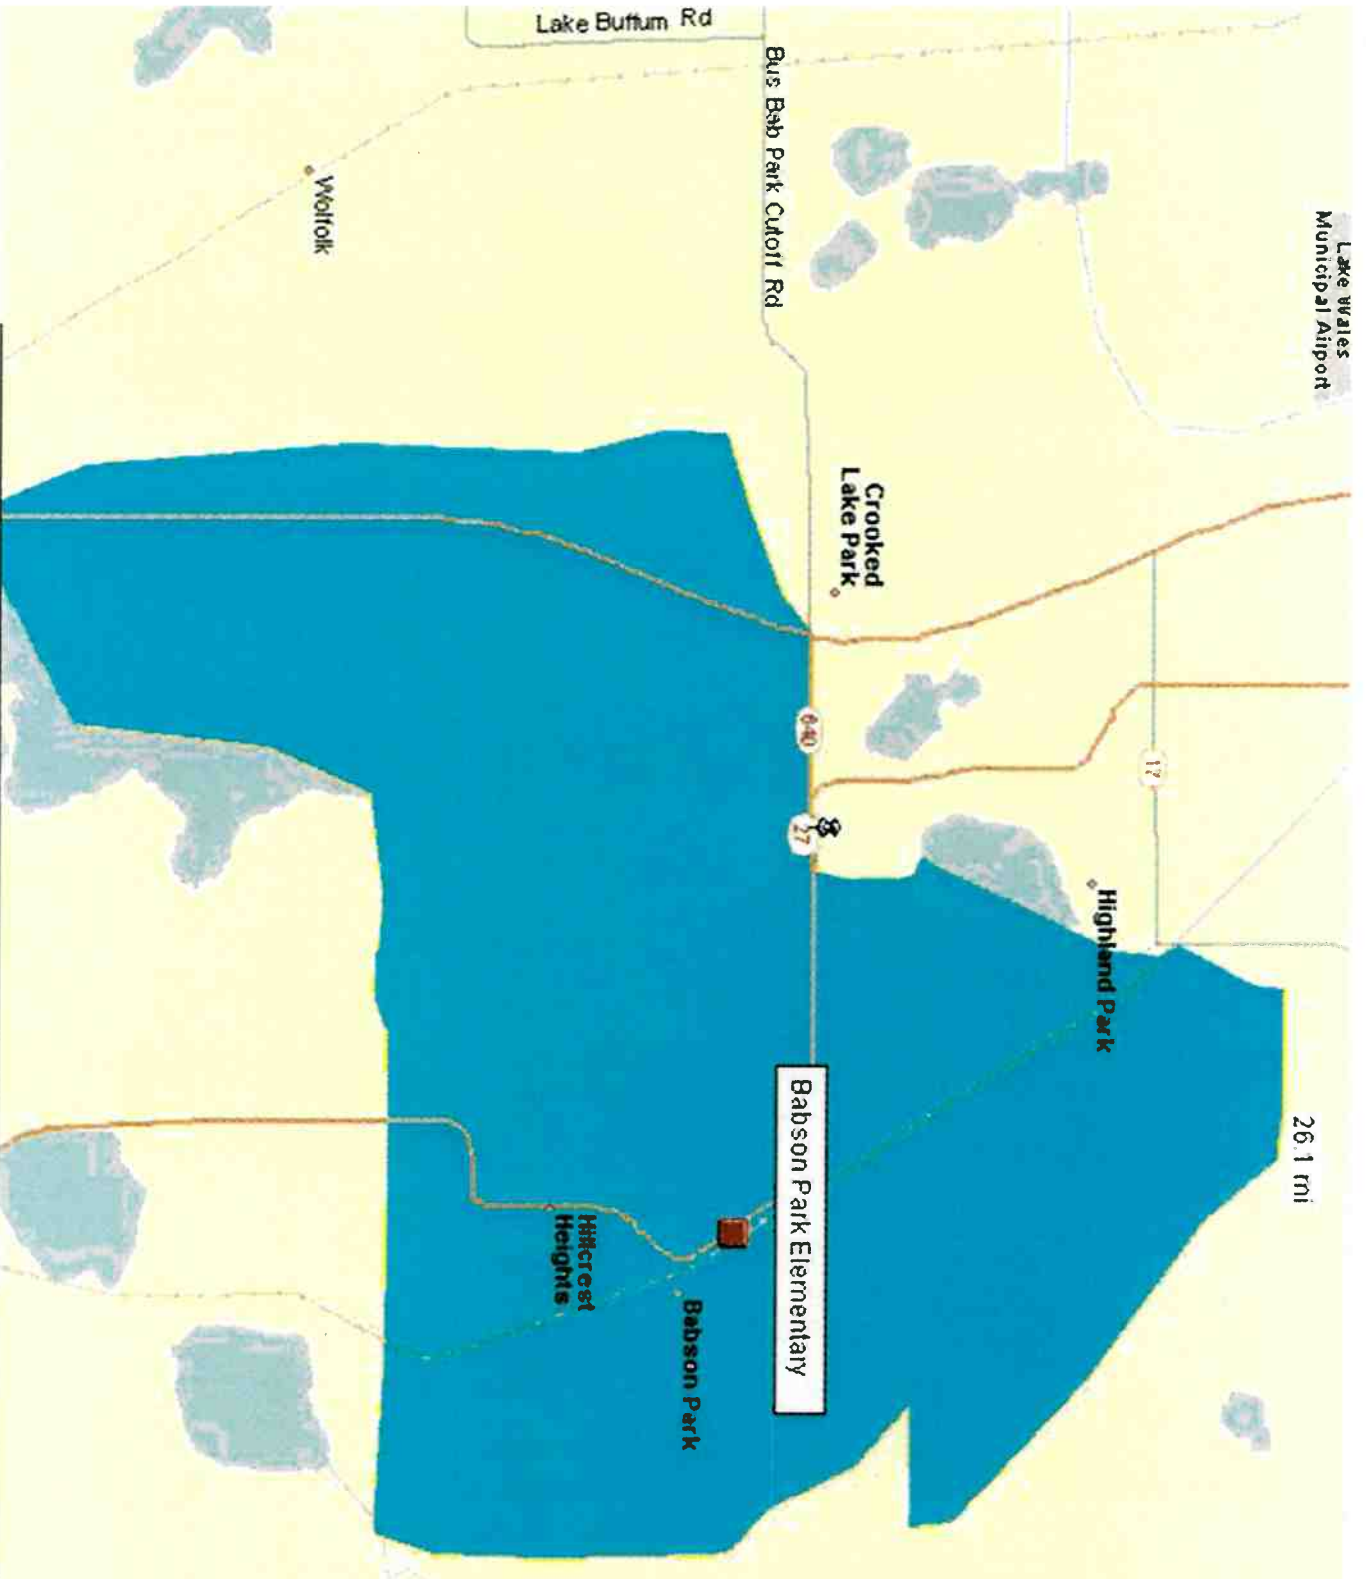 Lake Wales
Municipal Airport
Lake Buffum Rd
Bus Bab Park Cutoff Rd
Wolfolk
Crooked
Lake Park
640
27
17
Highland Park
26.1 mi
Babson Park Elementary
Hillcrest
Heights
Babson Park